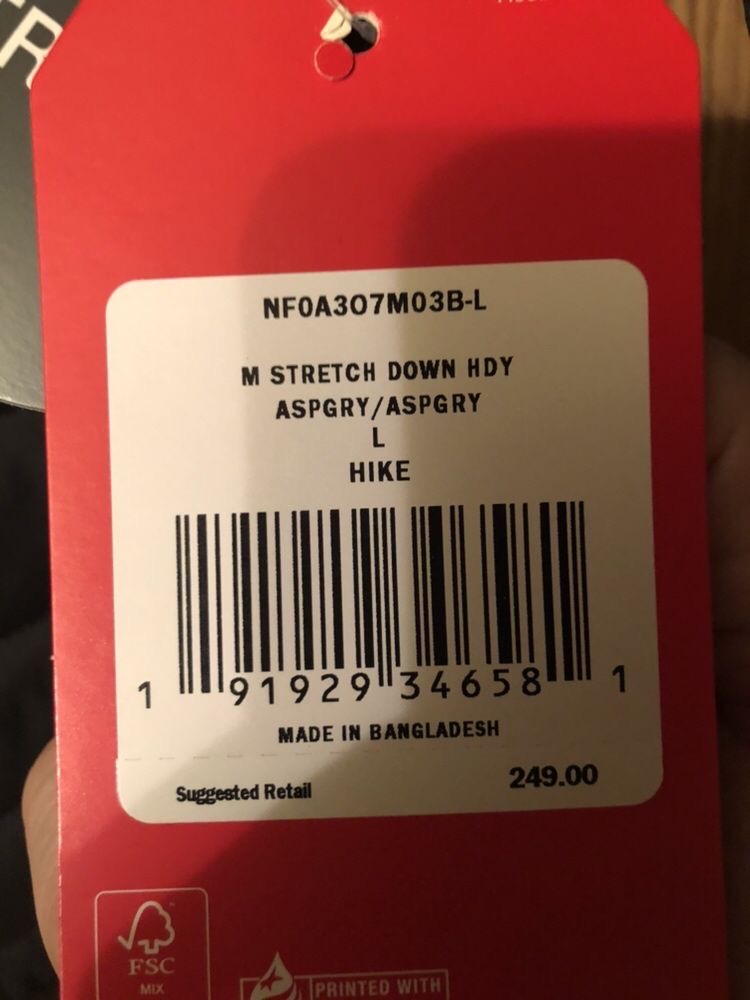 R
NF0A3O7M03B-L
M STRETCH DOWN HDY
ASPGRY/ASPGRY
L
HIKE
1 91929 34658 1
MADE IN BANGLADESH
Suggested Retail 249.00
FSC
MIX
PRINTED WITH